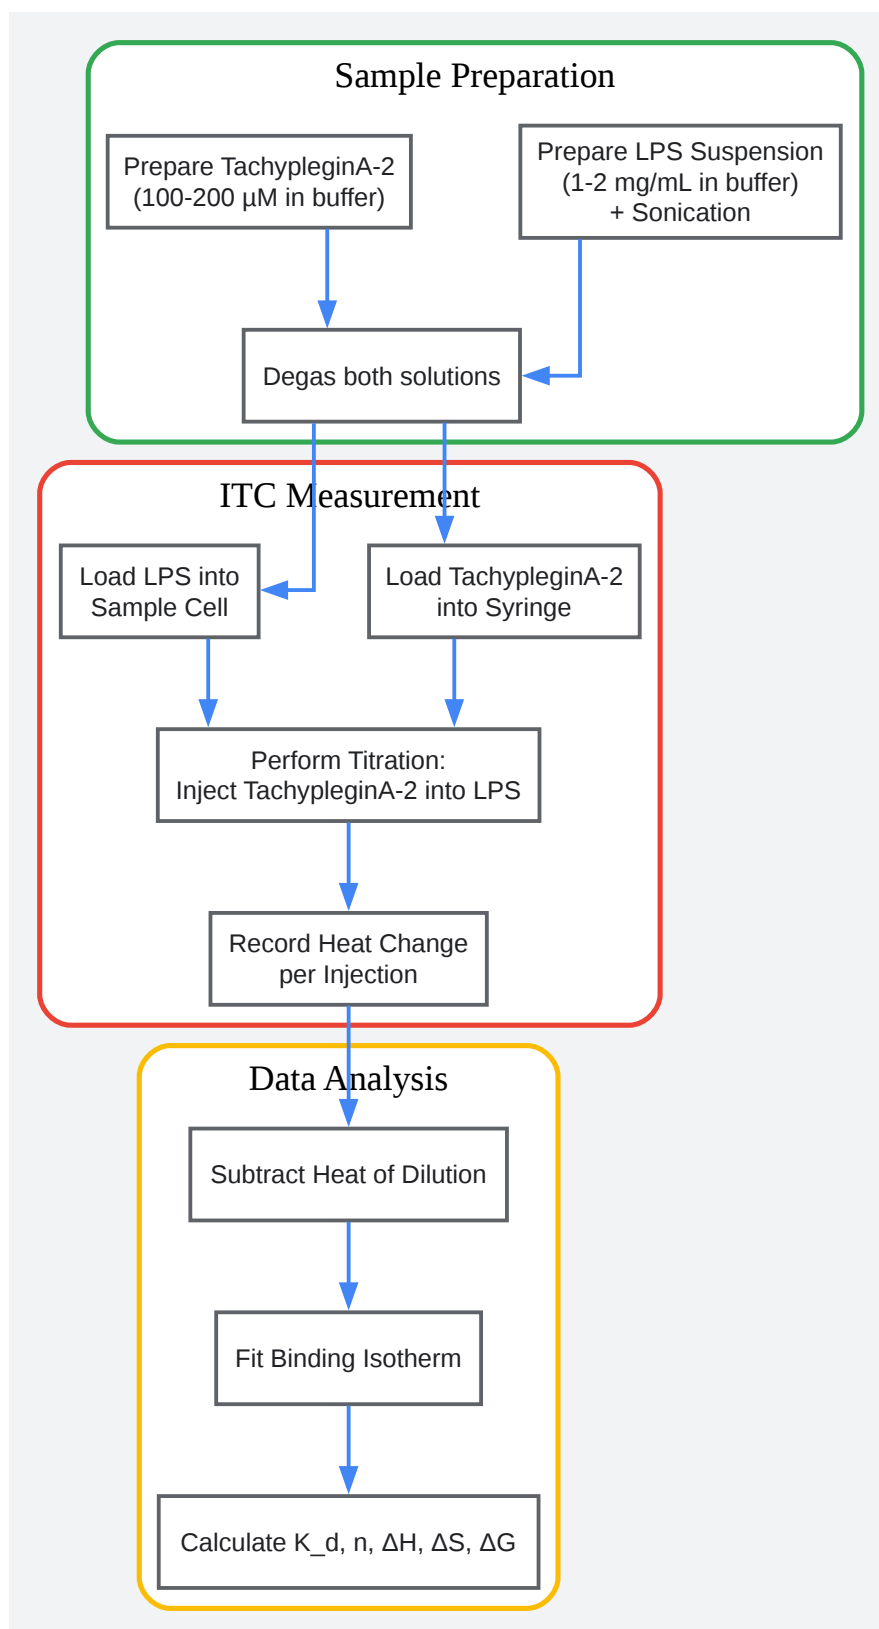 Sample Preparation
Prepare TachypleginA-2
(100-200 µM in buffer)
Prepare LPS Suspension
(1-2 mg/mL in buffer)
+ Sonication
Degas both solutions
ITC Measurement
Load LPS into
Sample Cell
Load TachypleginA-2
into Syringe
Perform Titration:
Inject TachypleginA-2 into LPS
Record Heat Change
per Injection
Data Analysis
Subtract Heat of Dilution
Fit Binding Isotherm
Calculate K_d, n, ΔH, ΔS, ΔG